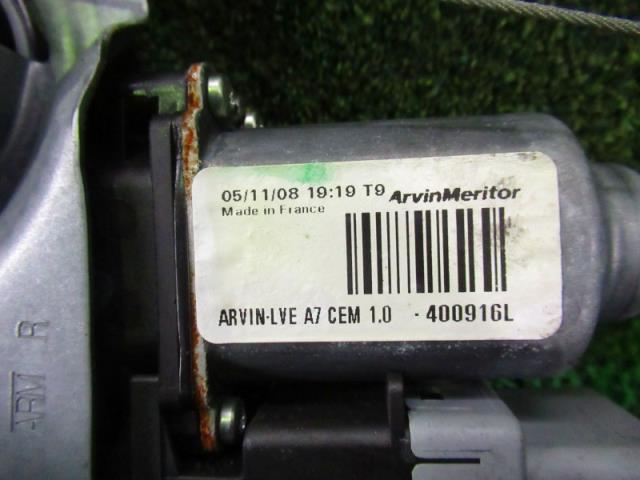 05/11/08 19:19 T9 ArvinMeritor
Made in France
ARVIN-LVE A7 CEM 1.0 - 400916L
ARM R